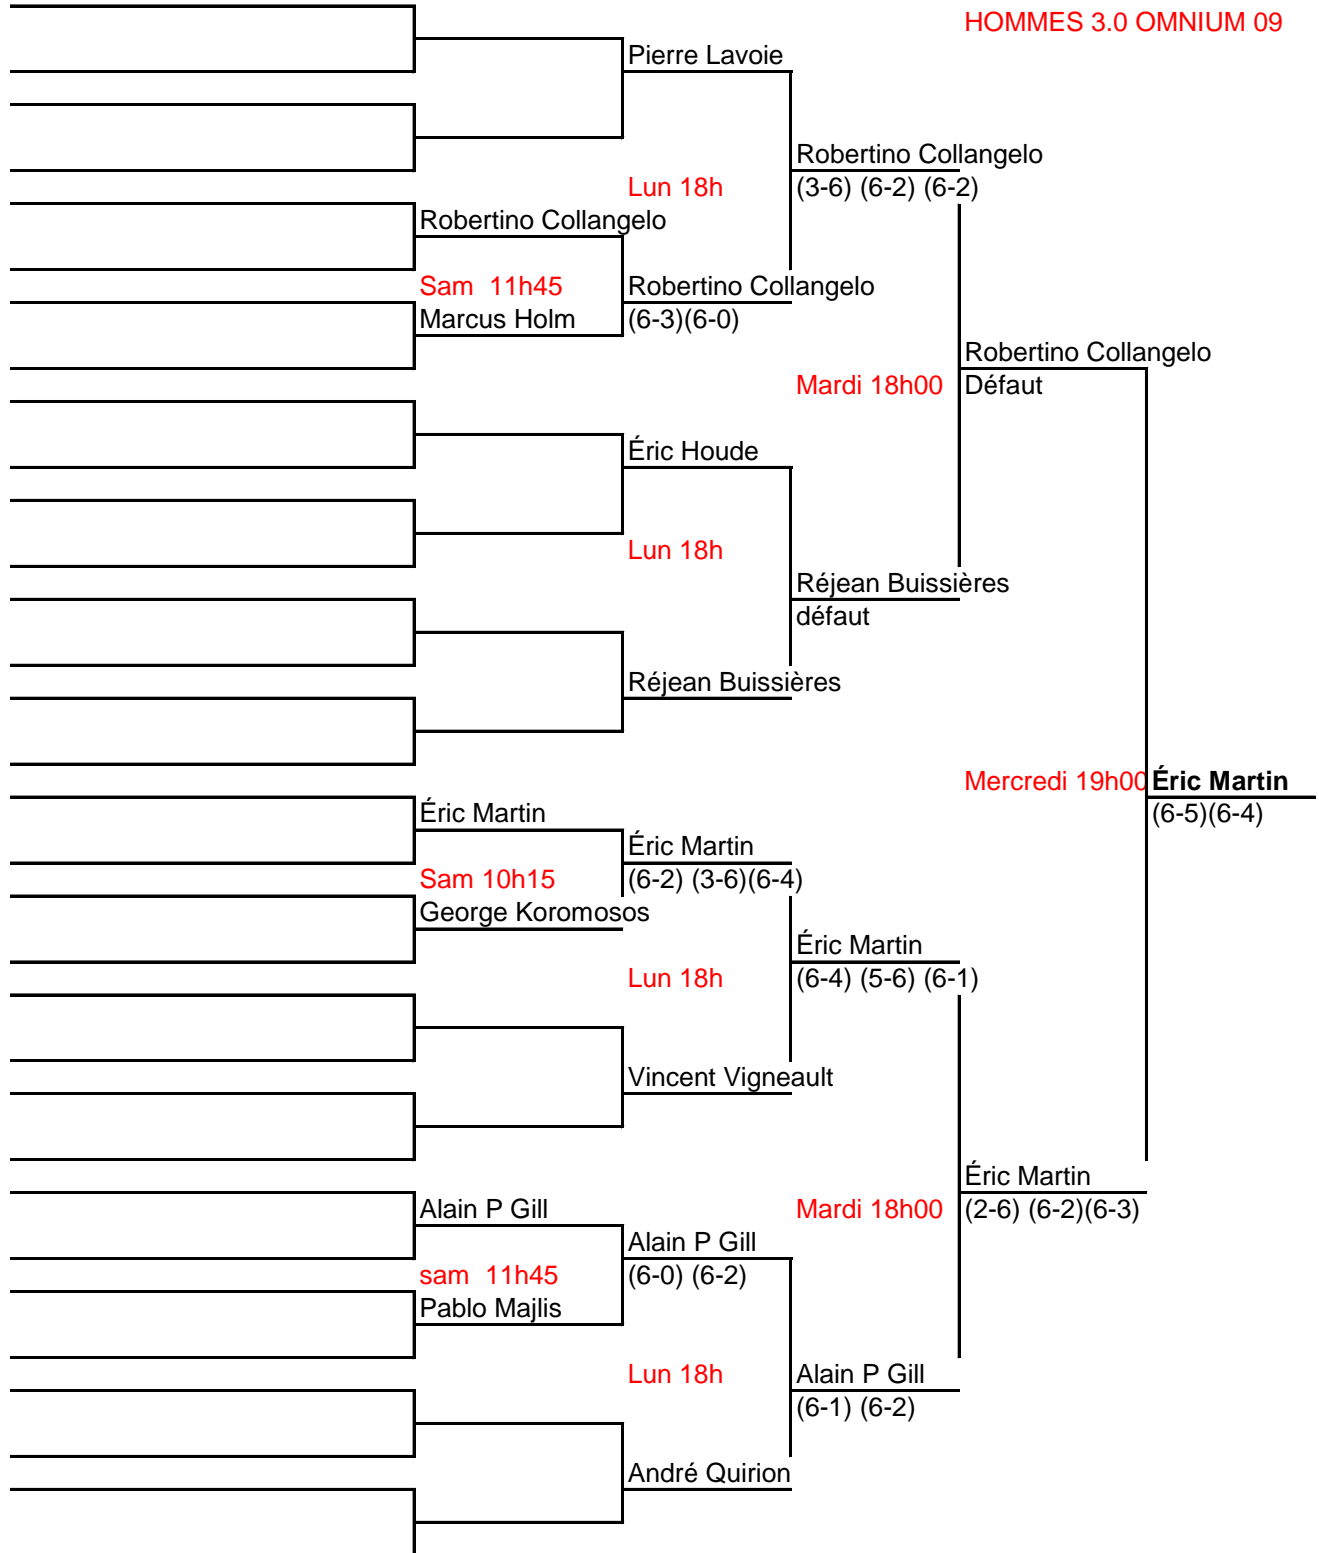 HOMMES 3.0 OMNIUM 09
Pierre Lavoie
Robertino Collangelo
Lun 18h
(3-6) (6-2) (6-2)
Robertino Collangelo
Sam 11h45
Robertino Collangelo
Marcus Holm
(6-3)(6-0)
Robertino Collangelo
Mardi 18h00
Défaut
Éric Houde
Lun 18h
Réjean Buissières
défaut
Réjean Buissières
Mercredi 19h00
Éric Martin
(6-5)(6-4)
Éric Martin
Éric Martin
Sam 10h15
(6-2) (3-6)(6-4)
George Koromosos
Éric Martin
Lun 18h
(6-4) (5-6) (6-1)
Vincent Vigneault
Éric Martin
Alain P Gill
Mardi 18h00
(2-6) (6-2)(6-3)
Alain P Gill
sam 11h45
(6-0) (6-2)
Pablo Majlis
Lun 18h
Alain P Gill
(6-1) (6-2)
André Quirion